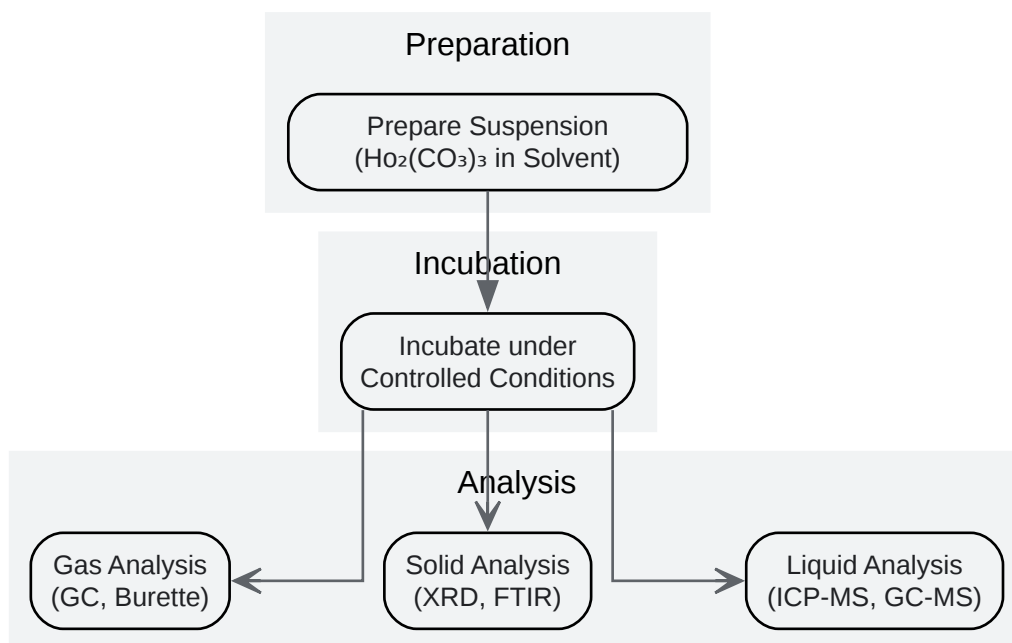 Preparation
Prepare Suspension
(Ho₂(CO₃)₃ in Solvent)
Incubation
Incubate under
Controlled Conditions
Analysis
Gas Analysis
(GC, Burette)
Solid Analysis
(XRD, FTIR)
Liquid Analysis
(ICP-MS, GC-MS)